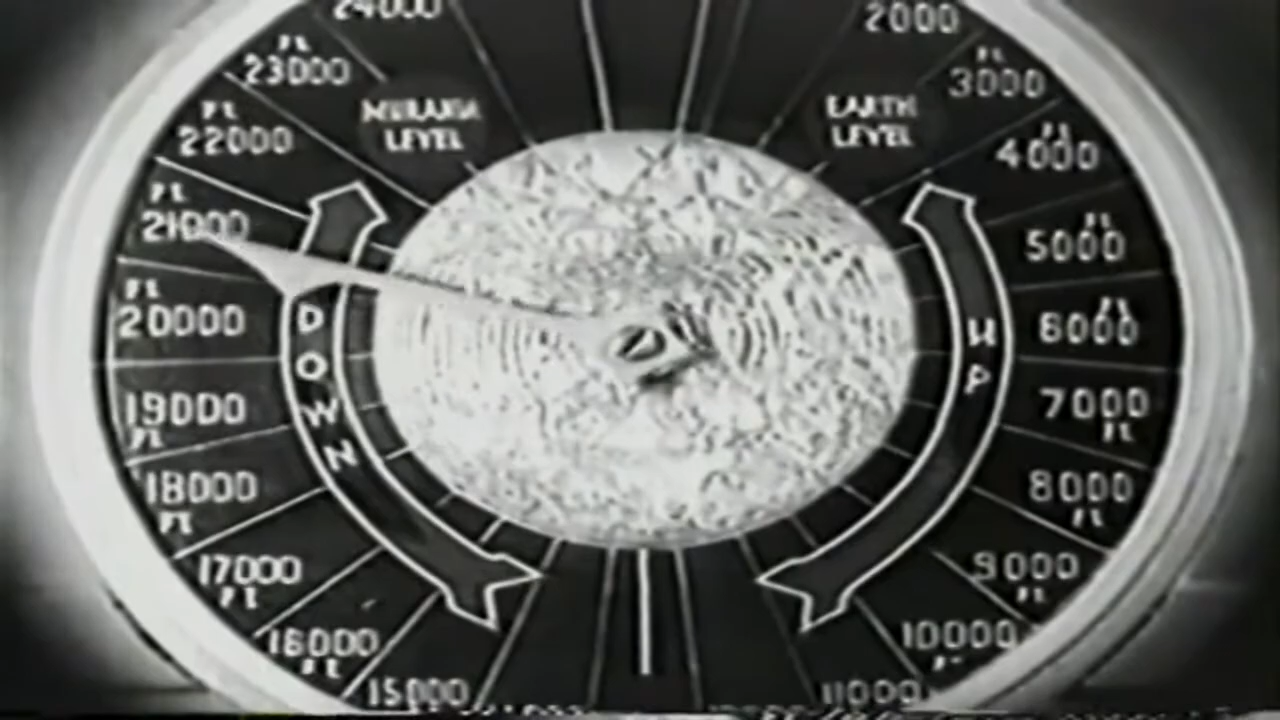 24000
FT
23000
FT
22000
FT
21000
FT
20000
19000
FT
18000
FT
17000
FT
16000
FT
15000
MURANIA
LEVEL
DOWN
2000
FT
3000
FT
4000
FT
5000
FT
6000
7000
FT
8000
FT
9000
FT
10000
FT
11000
EARTH
LEVEL
UP